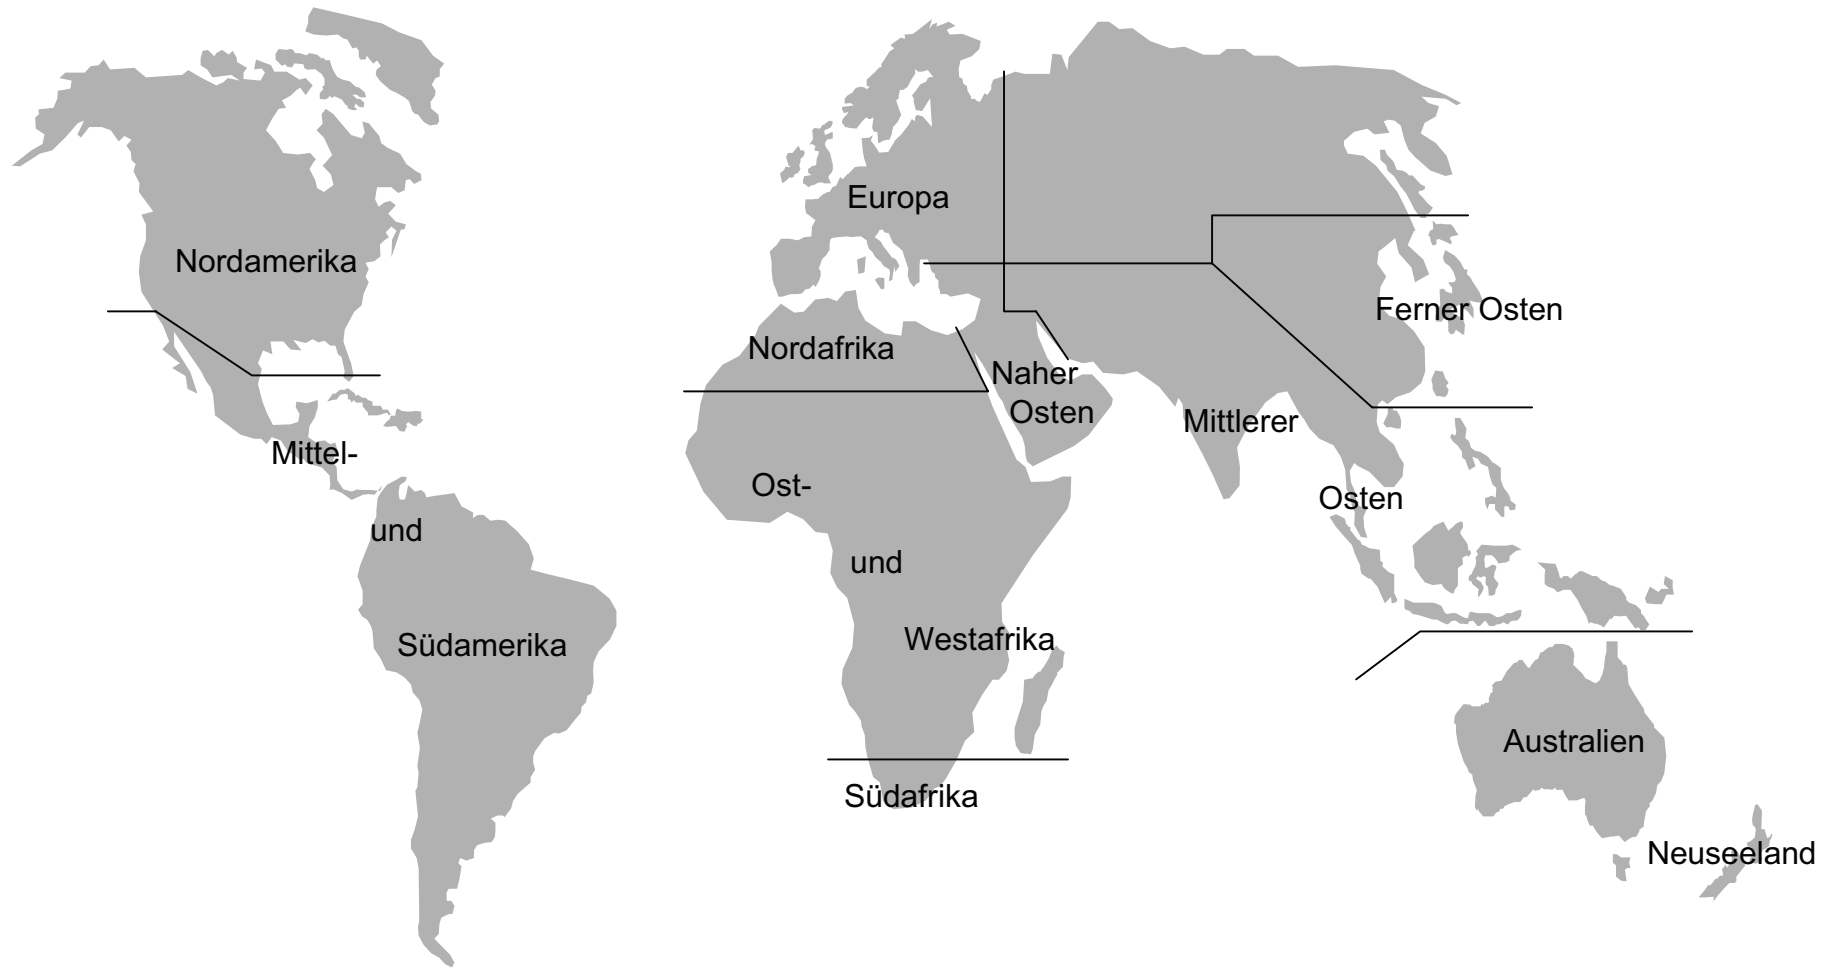 Europa
Nordamerika
Ferner Osten
Nordafrika
Naher
Osten
Mittlerer
Mittel-
Ost-
Osten
und
und
Westafrika
Südamerika
Australien
Südafrika
Neuseeland